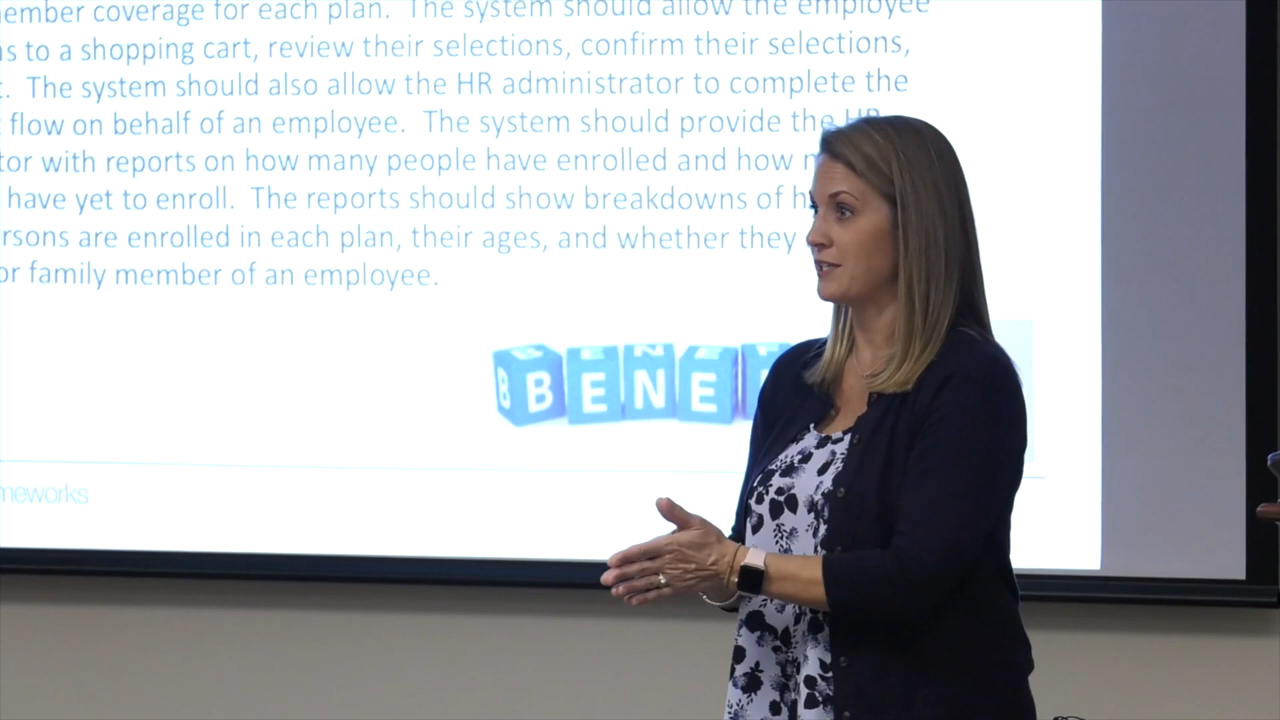 ember coverage for each plan. The system should allow the employee
ns to a shopping cart, review their selections, confirm their selections,
t. The system should also allow the HR administrator to complete the
flow on behalf of an employee. The system should provide the HR
tor with reports on how many people have enrolled and how
have yet to enroll. The reports should show breakdowns of h
rsons are enrolled in each plan, their ages, and whether they
or family member of an employee.
B BENE
meworks